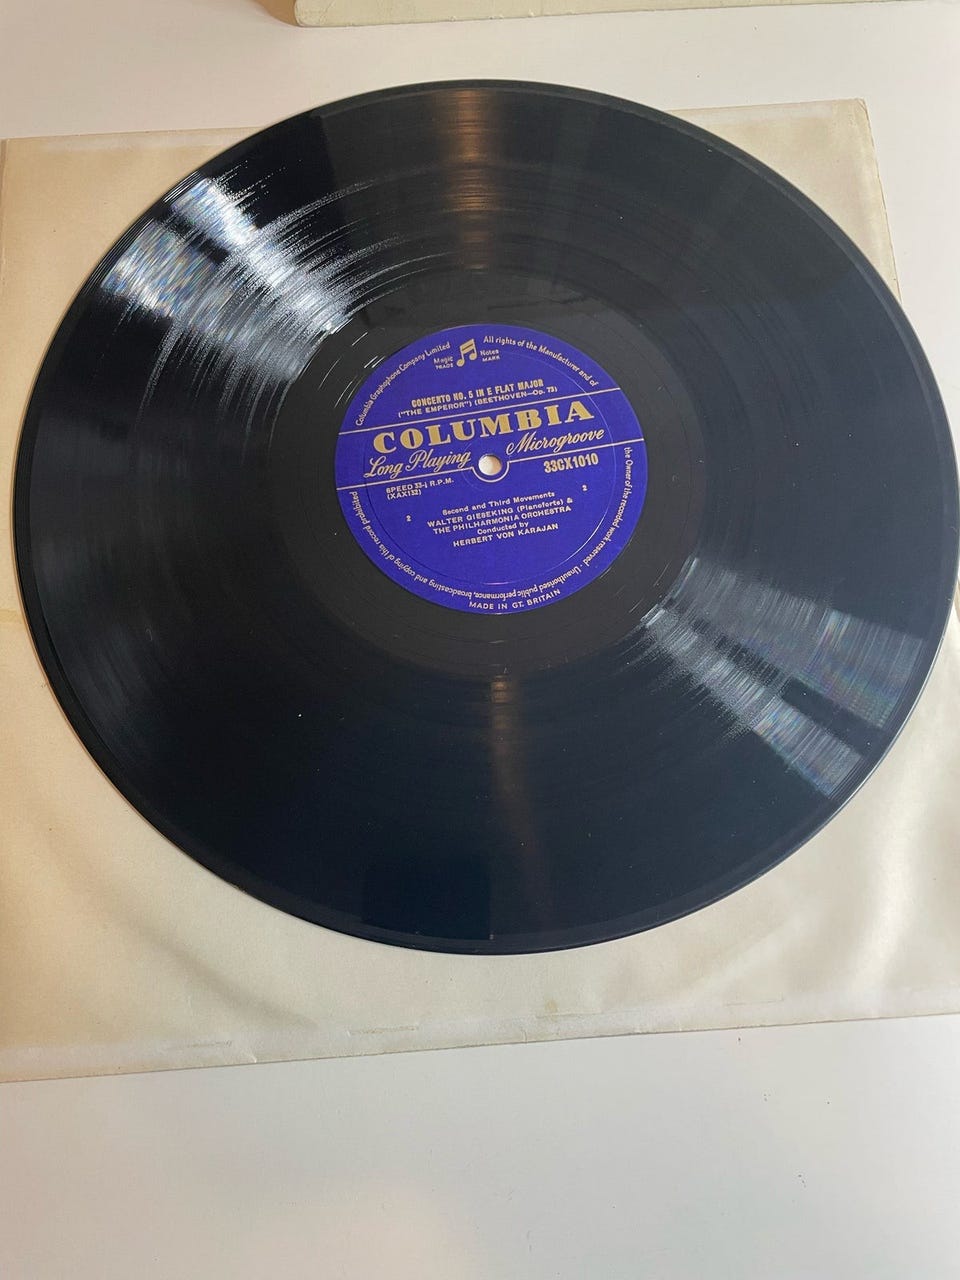 Columbia Graphophone Company Limited
Magic Notes
TRADE MARK
All rights of the Manufacturer and of
the Owner of the recorded work reserved · Unauthorised public performance, broadcasting and copying of this record prohibited
CONCERTO NO. 5 IN E FLAT MAJOR
("THE EMPEROR") (BEETHOVEN—Op. 73)
COLUMBIA
Long Playing Microgroove
SPEED 33-⅓ R.P.M.
33CX1010
(XAX132)
2 2
Second and Third Movements
WALTER GIESEKING (Pianoforte) &
THE PHILHARMONIA ORCHESTRA
Conducted by
HERBERT VON KARAJAN
MADE IN GT. BRITAIN